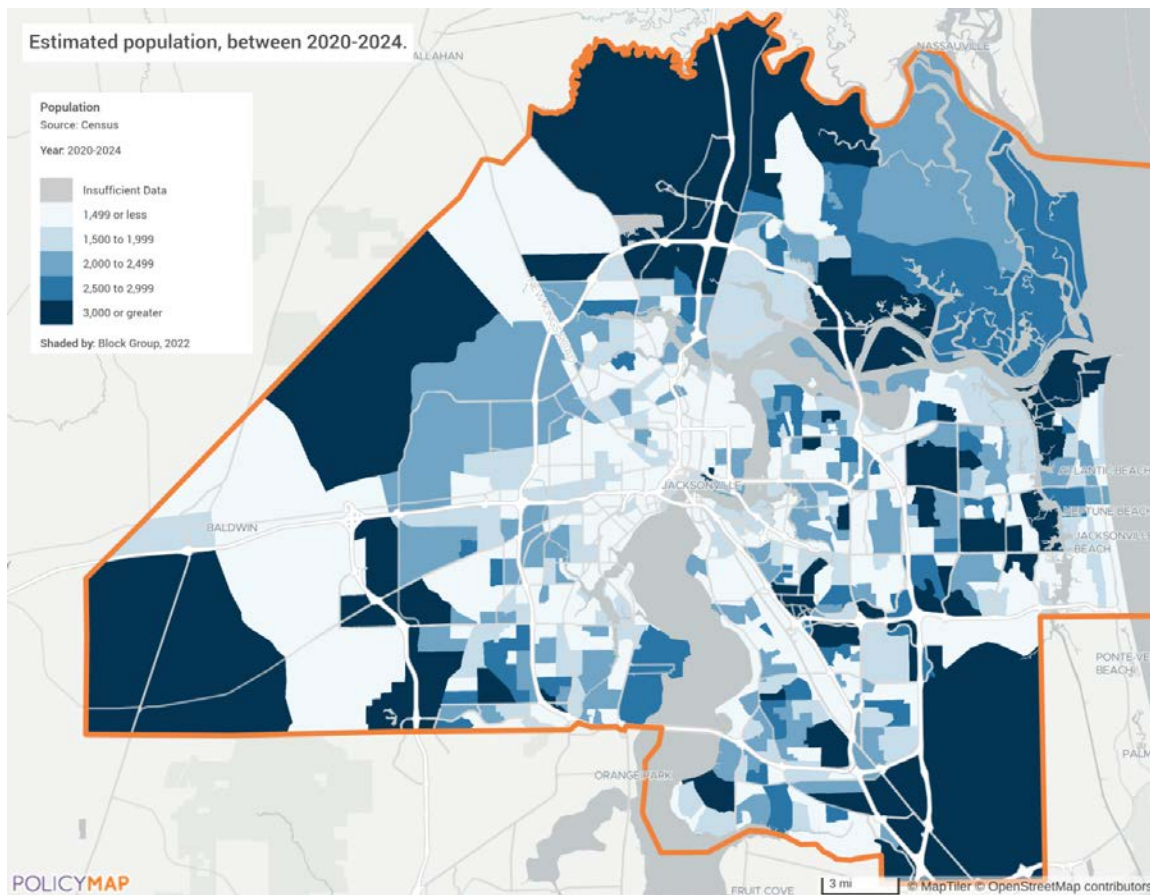 Estimated population, between 2020-2024.
Population
Source: Census
Year: 2020-2024
Insufficient Data
1,499 or less
1,500 to 1,999
2,000 to 2,499
2,500 to 2,999
3,000 or greater
Shaded by: Block Group, 2022
ALLAHAN
NASSAUVILLE
ATLANTIC BEACH
JACKSONVILLE
NEPTUNE BEACH
BALDWIN
JACKSONVILLE
BEACH
PONTE VE
BEACH
PALM
ORANGE PARK
FRUIT COVE
POLICYMAP
3 mi
© MapTiler © OpenStreetMap contributors